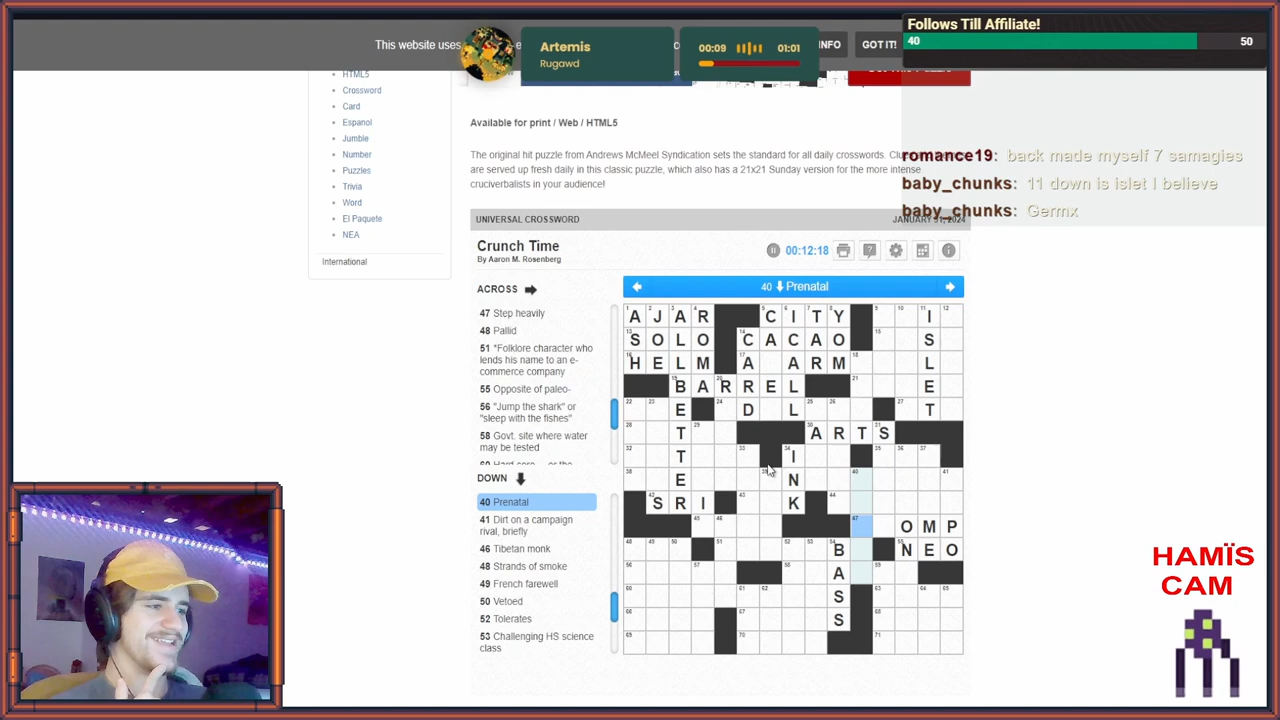 This website uses
INFO
GOT IT!
Artemis
Rugawd
00:09
01:01
Follows Till Affiliate!
40
50
HTML5
Crossword
Card
Espanol
Jumble
Number
Puzzles
Trivia
Word
El Paquete
NEA
International
Available for print / Web / HTML5
The original hit puzzle from Andrews McMeel Syndication sets the standard for all daily crosswords.
are served up fresh daily in this classic puzzle, which also has a 21x21 Sunday version for the more intense
cruciverbalists in your audience!
romance19: back made myself 7 samagies
baby_chunks: 11 down is islet I believe
baby_chunks: Germx
UNIVERSAL CROSSWORD
JANUARY 31, 2024
Crunch Time
By Aaron M. Rosenberg
00:12:18
40 Prenatal
ACROSS
47 Step heavily
48 Pallid
51 *Folklore character who
lends his name to an e-
commerce company
55 Opposite of paleo-
56 "Jump the shark" or
"sleep with the fishes"
58 Govt. site where water
may be tested
DOWN
40 Prenatal
41 Dirt on a campaign
rival, briefly
46 Tibetan monk
48 Strands of smoke
49 French farewell
50 Vetoed
52 Tolerates
53 Challenging HS science
class
A J A R C I T Y I
S O L O C A C A O S
H E L M A L A R M L
B A R R E L E
E D L T
T A R T S
T I
E N
S R I K
O M P
B N E O
A
S
S
HAMÏS
CAM